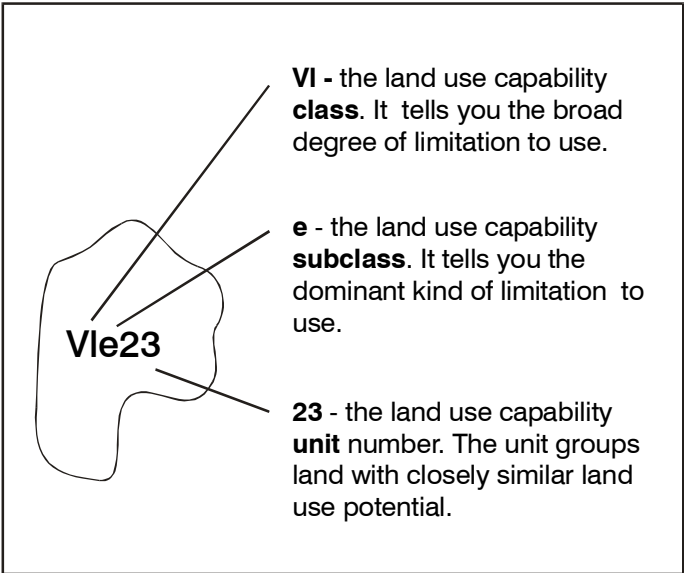 VI - the land use capability
class. It tells you the broad
degree of limitation to use.
e - the land use capability
subclass. It tells you the
dominant kind of limitation to
use.
VIe23
23 - the land use capability
unit number. The unit groups
land with closely similar land
use potential.